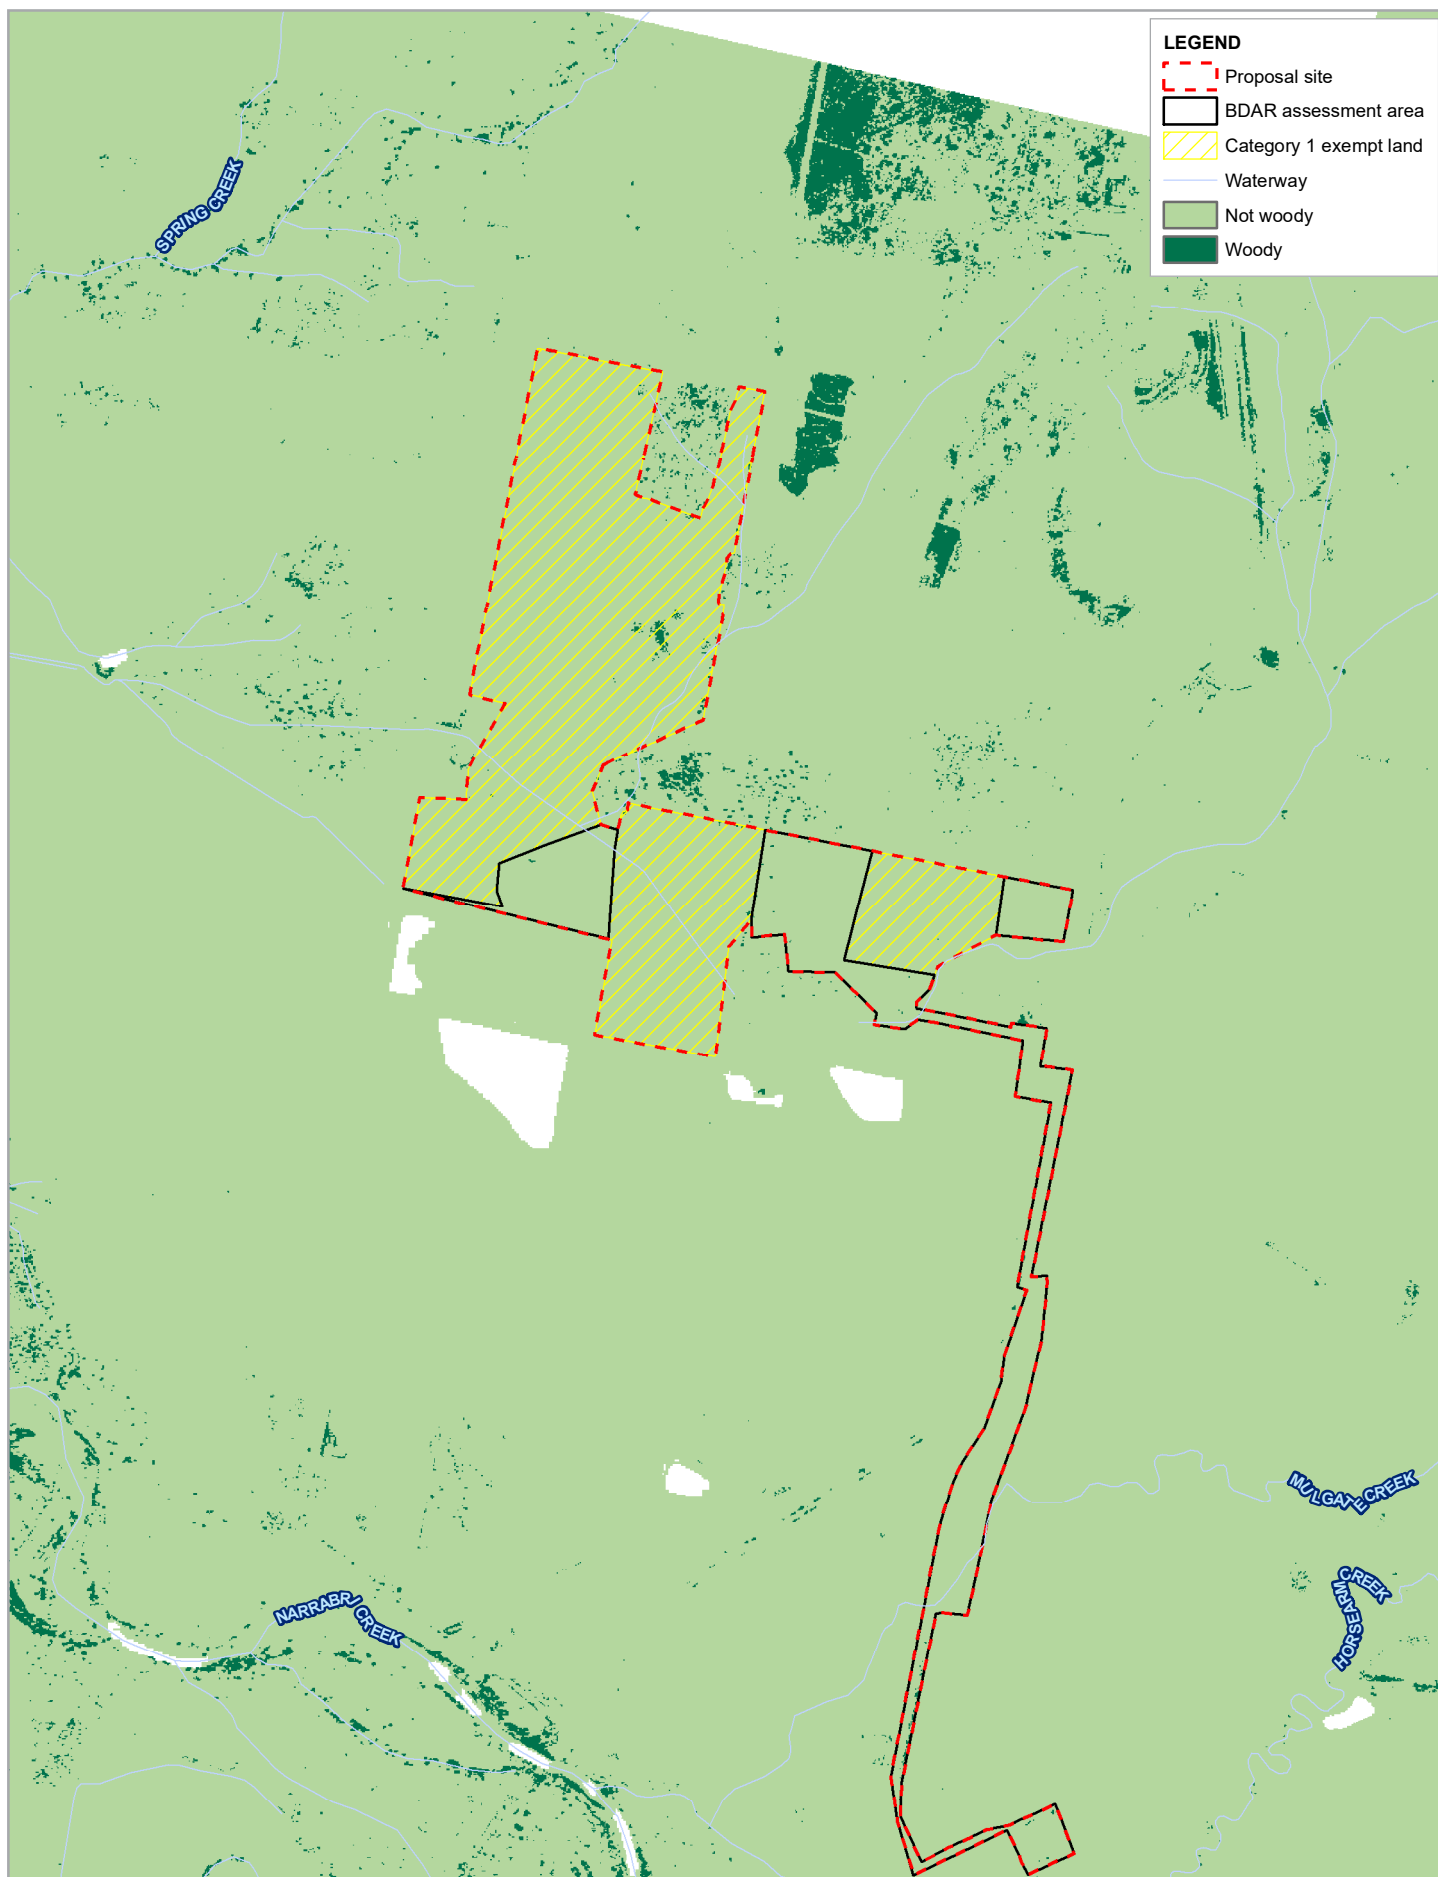 LEGEND
Proposal site
BDAR assessment area
Category 1 exempt land
Waterway
Not woody
Woody
SPRING CREEK
MULGATE CREEK
HORSEARM CREEK
NARRABRI CREEK